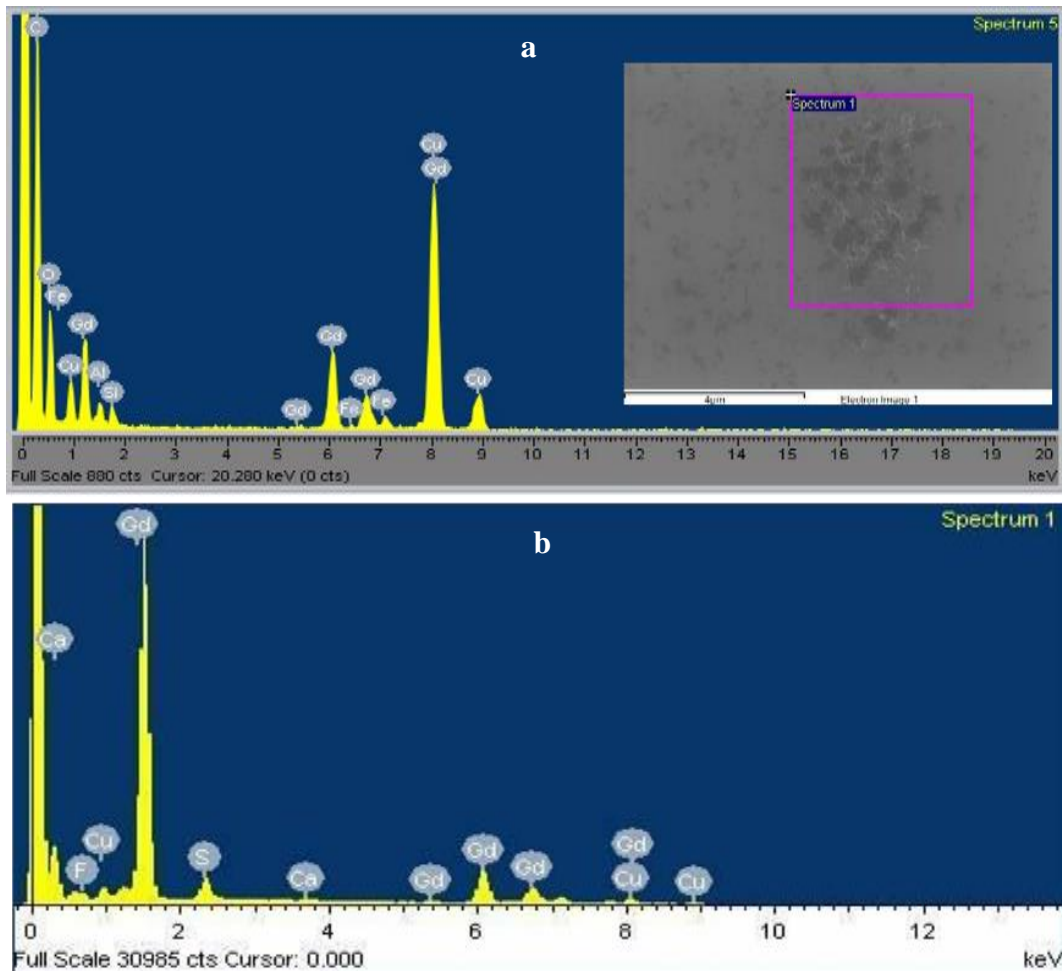 a
Spectrum 5
C
O
Fe
Cu
Gd
Al
Si
Gd
Gd
Fe
Gd
Fe
Cu
Gd
Cu
Spectrum 1
4µm
Electron Image 1
0 1 2 3 4 5 6 7 8 9 10 11 12 13 14 15 16 17 18 19 20
Full Scale 880 cts Cursor: 20.280 keV (0 cts)
keV
b
Spectrum 1
Gd
Ca
F
Cu
S
Ca
Gd
Gd
Gd
Gd
Cu
Cu
0 2 4 6 8 10 12
Full Scale 30985 cts Cursor: 0.000
keV